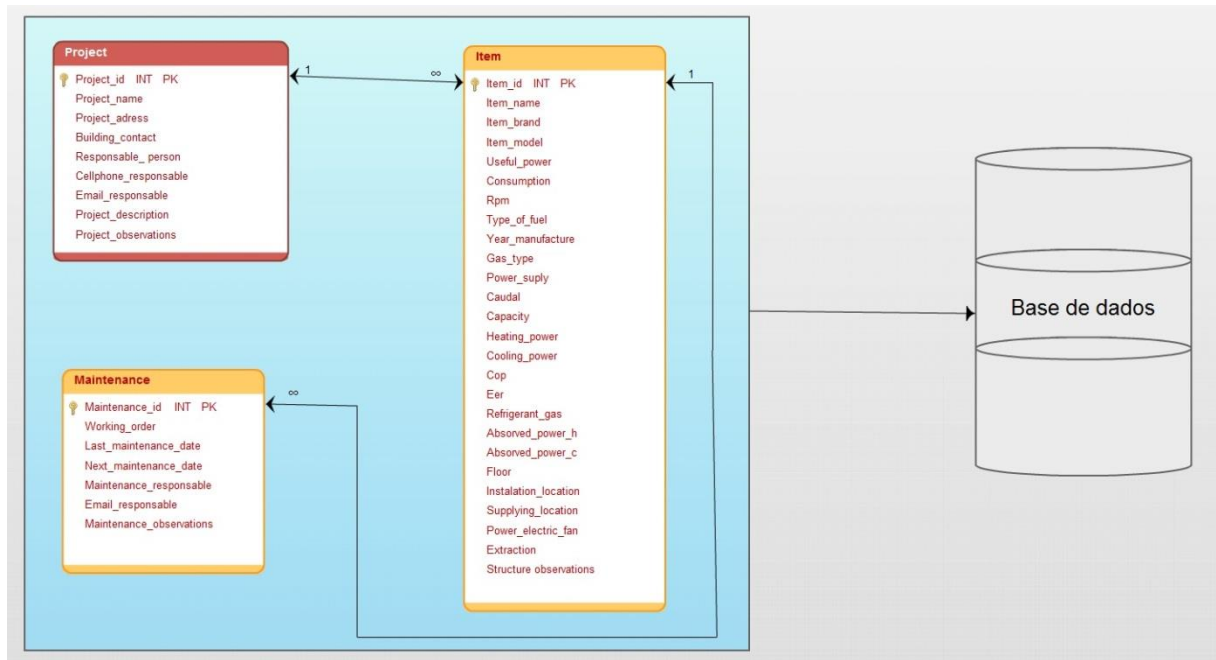 Project
Project_id INT PK
Project_name
Project_adress
Building_contact
Responsable_ person
Cellphone_responsable
Email_responsable
Project_description
Project_observations
1
∞
Item
Item_id INT PK
Item_name
Item_brand
Item_model
Useful_power
Consumption
Rpm
Type_of_fuel
Year_manufacture
Gas_type
Power_suply
Caudal
Capacity
Heating_power
Cooling_power
Cop
Eer
Refrigerant_gas
Absorved_power_h
Absorved_power_c
Floor
Instalation_location
Supplying_location
Power_electric_fan
Extraction
Structure observations
1
Maintenance
Maintenance_id INT PK
Working_order
Last_maintenance_date
Next_maintenance_date
Maintenance_responsable
Email_responsable
Maintenance_observations
∞
Base de dados